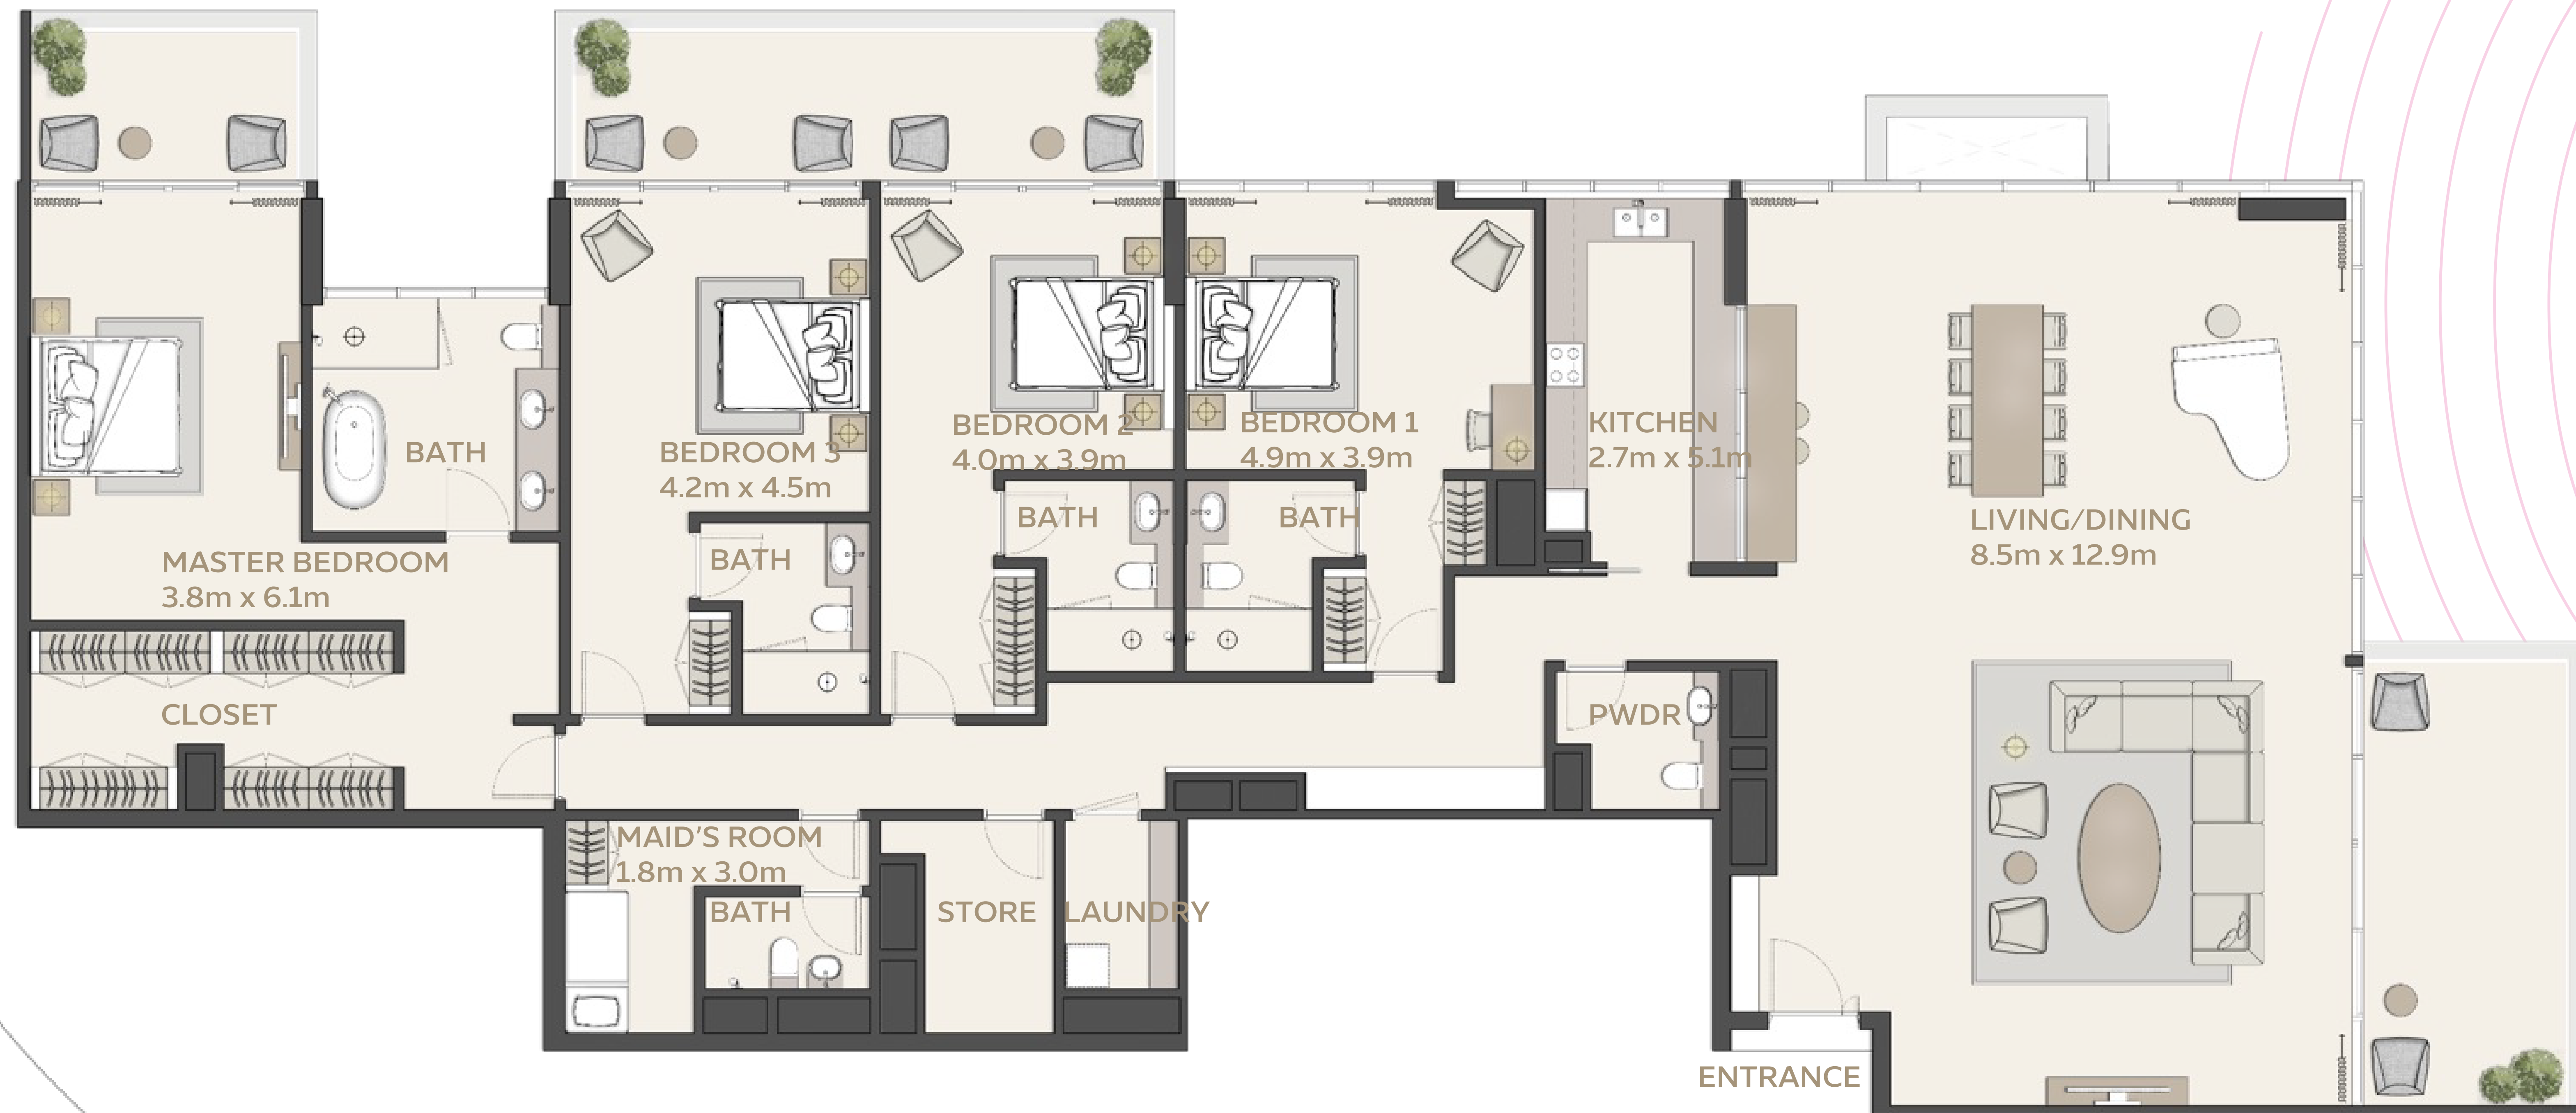 BATH
BEDROOM 3
4.2m x 4.5m
BEDROOM 2
4.0m x 3.9m
BEDROOM 1
4.9m x 3.9m
KITCHEN
2.7m x 5.1m
MASTER BEDROOM
3.8m x 6.1m
BATH
BATH
BATH
LIVING/DINING
8.5m x 12.9m
CLOSET
PWDR
MAID'S ROOM
1.8m x 3.0m
BATH
STORE
LAUNDRY
ENTRANCE